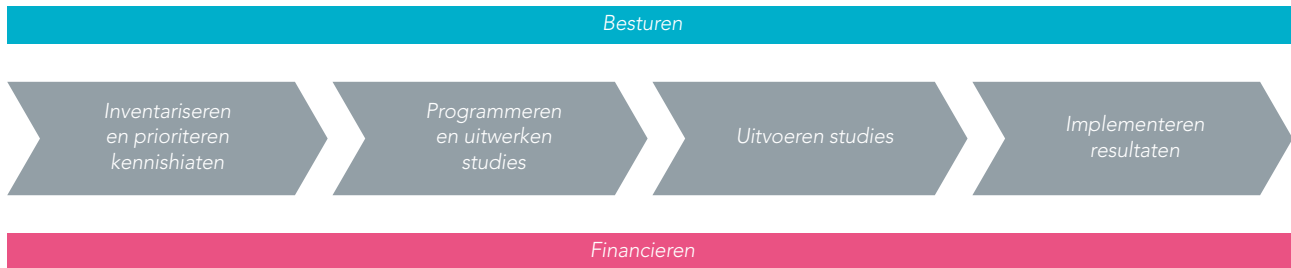 Besturen
Inventariseren
en prioriteren
kennishiaten
Programmeren
en uitwerken
studies
Uitvoeren studies
Implementeren
resultaten
Financieren